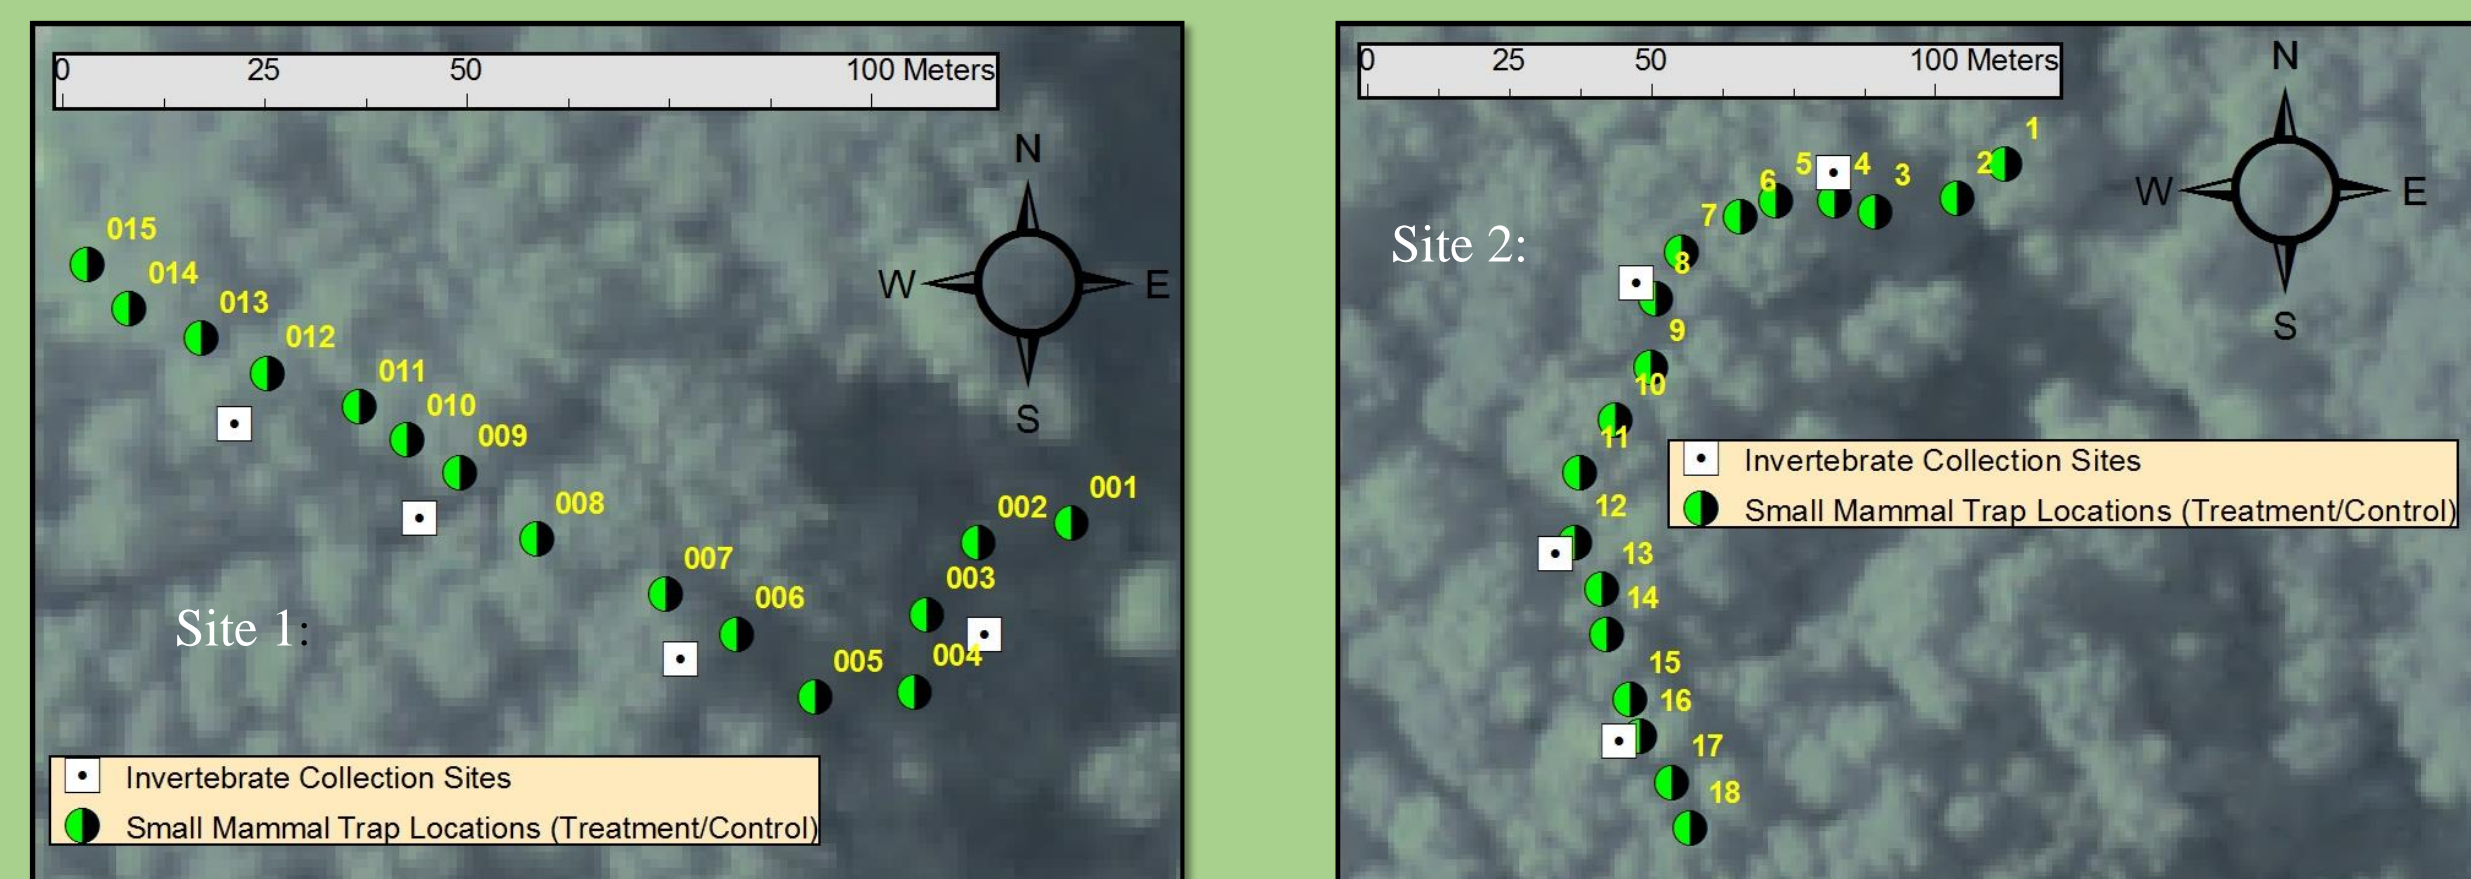 0 25 50 100 Meters
N
W E
S
015
014
013
012
011
010
009
008
007
006
005
004
003
002
001
Site 1:
Invertebrate Collection Sites
Small Mammal Trap Locations (Treatment/Control)
0 25 50 100 Meters
N
W E
S
Site 2:
1
2
3
4
5
6
7
8
9
10
11
12
13
14
15
16
17
18
Invertebrate Collection Sites
Small Mammal Trap Locations (Treatment/Control)